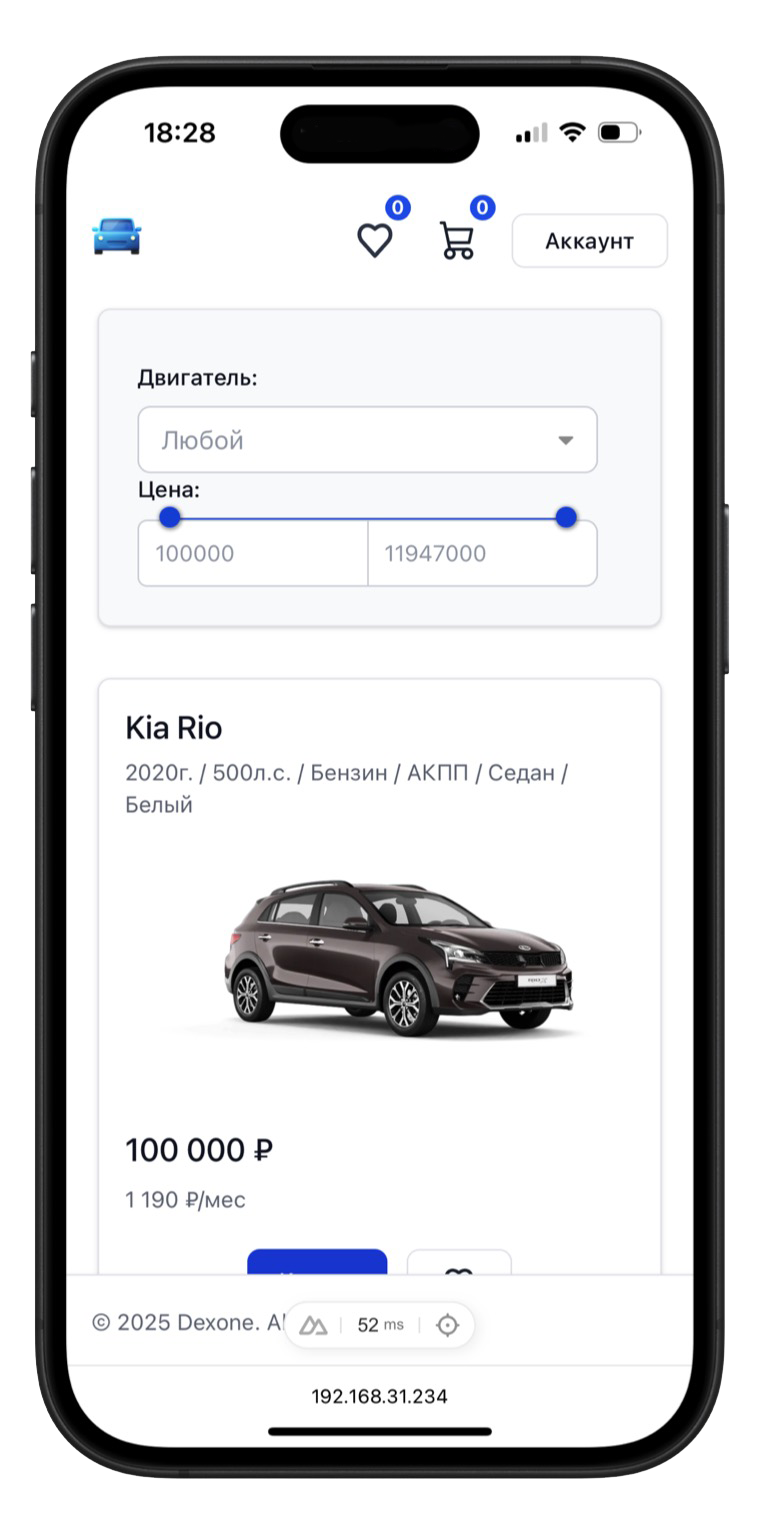 18:28
0
0
Аккаунт
Двигатель:
Любой
Цена:
100000
11947000
Kia Rio
2020г. / 500л.с. / Бензин / АКПП / Седан /
Белый
100 000 ₽
1 190 ₽/мес
© 2025 Dexone.
52 ms
192.168.31.234